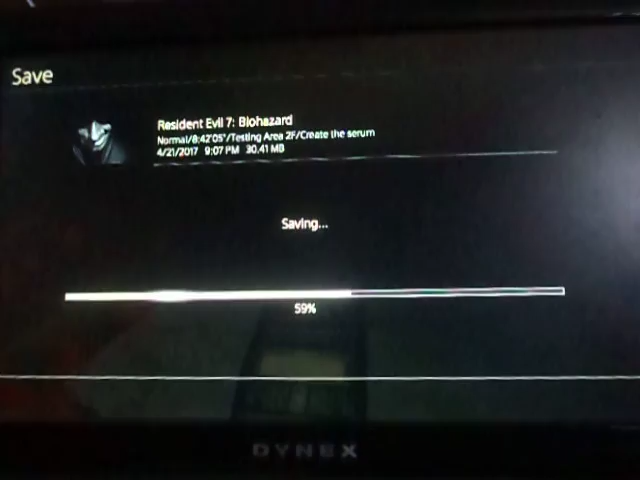 Save
Resident Evil 7: Biohazard
Normal/8:42'05"/Testing Area 2F/Create the serum
4/21/2017 9:07 PM 30.41 MB
Saving...
59%
DYNEX